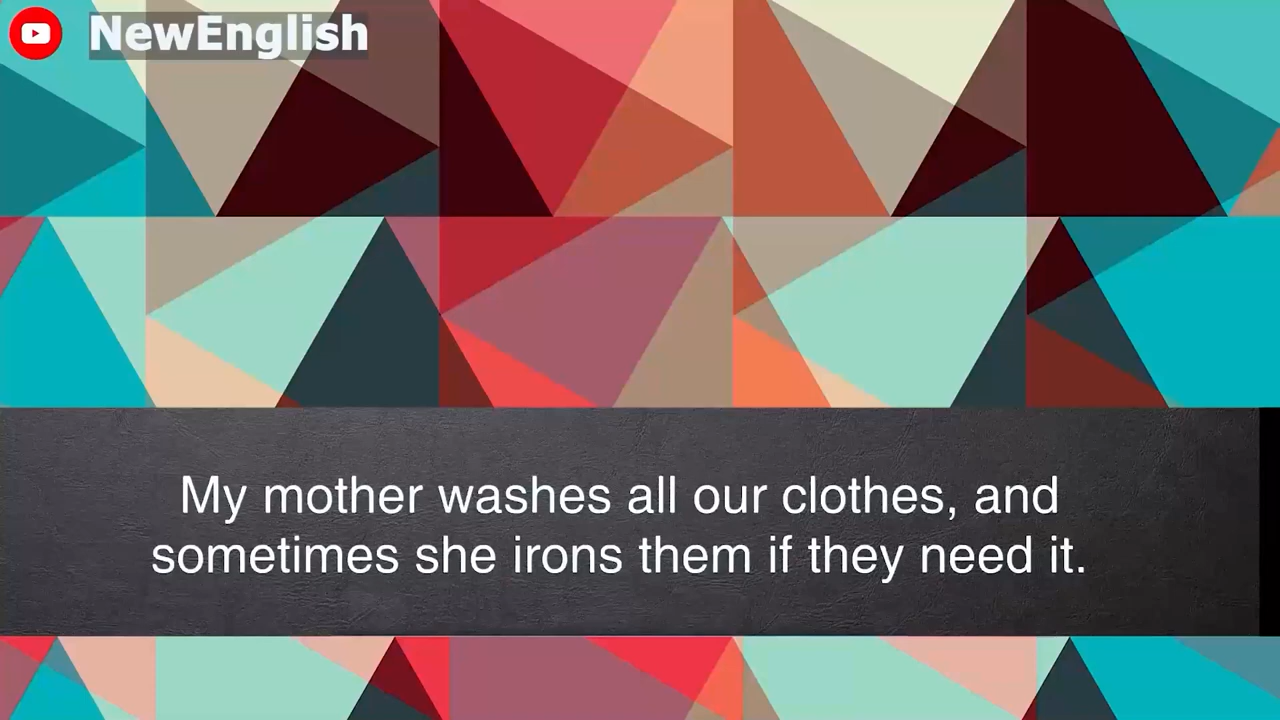 NewEnglish
My mother washes all our clothes, and
sometimes she irons them if they need it.